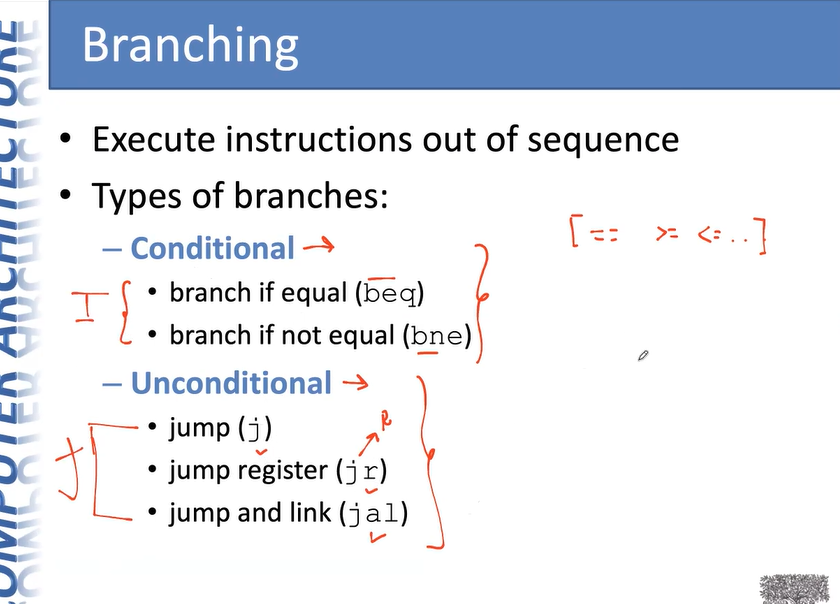 Branching
• Execute instructions out of sequence
• Types of branches:
– Conditional →
[ == >= <= .. ]
I { • branch if equal (beq)
• branch if not equal (bne)
– Unconditional →
• jump (j)
R
J • jump register (jr)
• jump and link (jal)
COMPUTER ARCHITECTURE